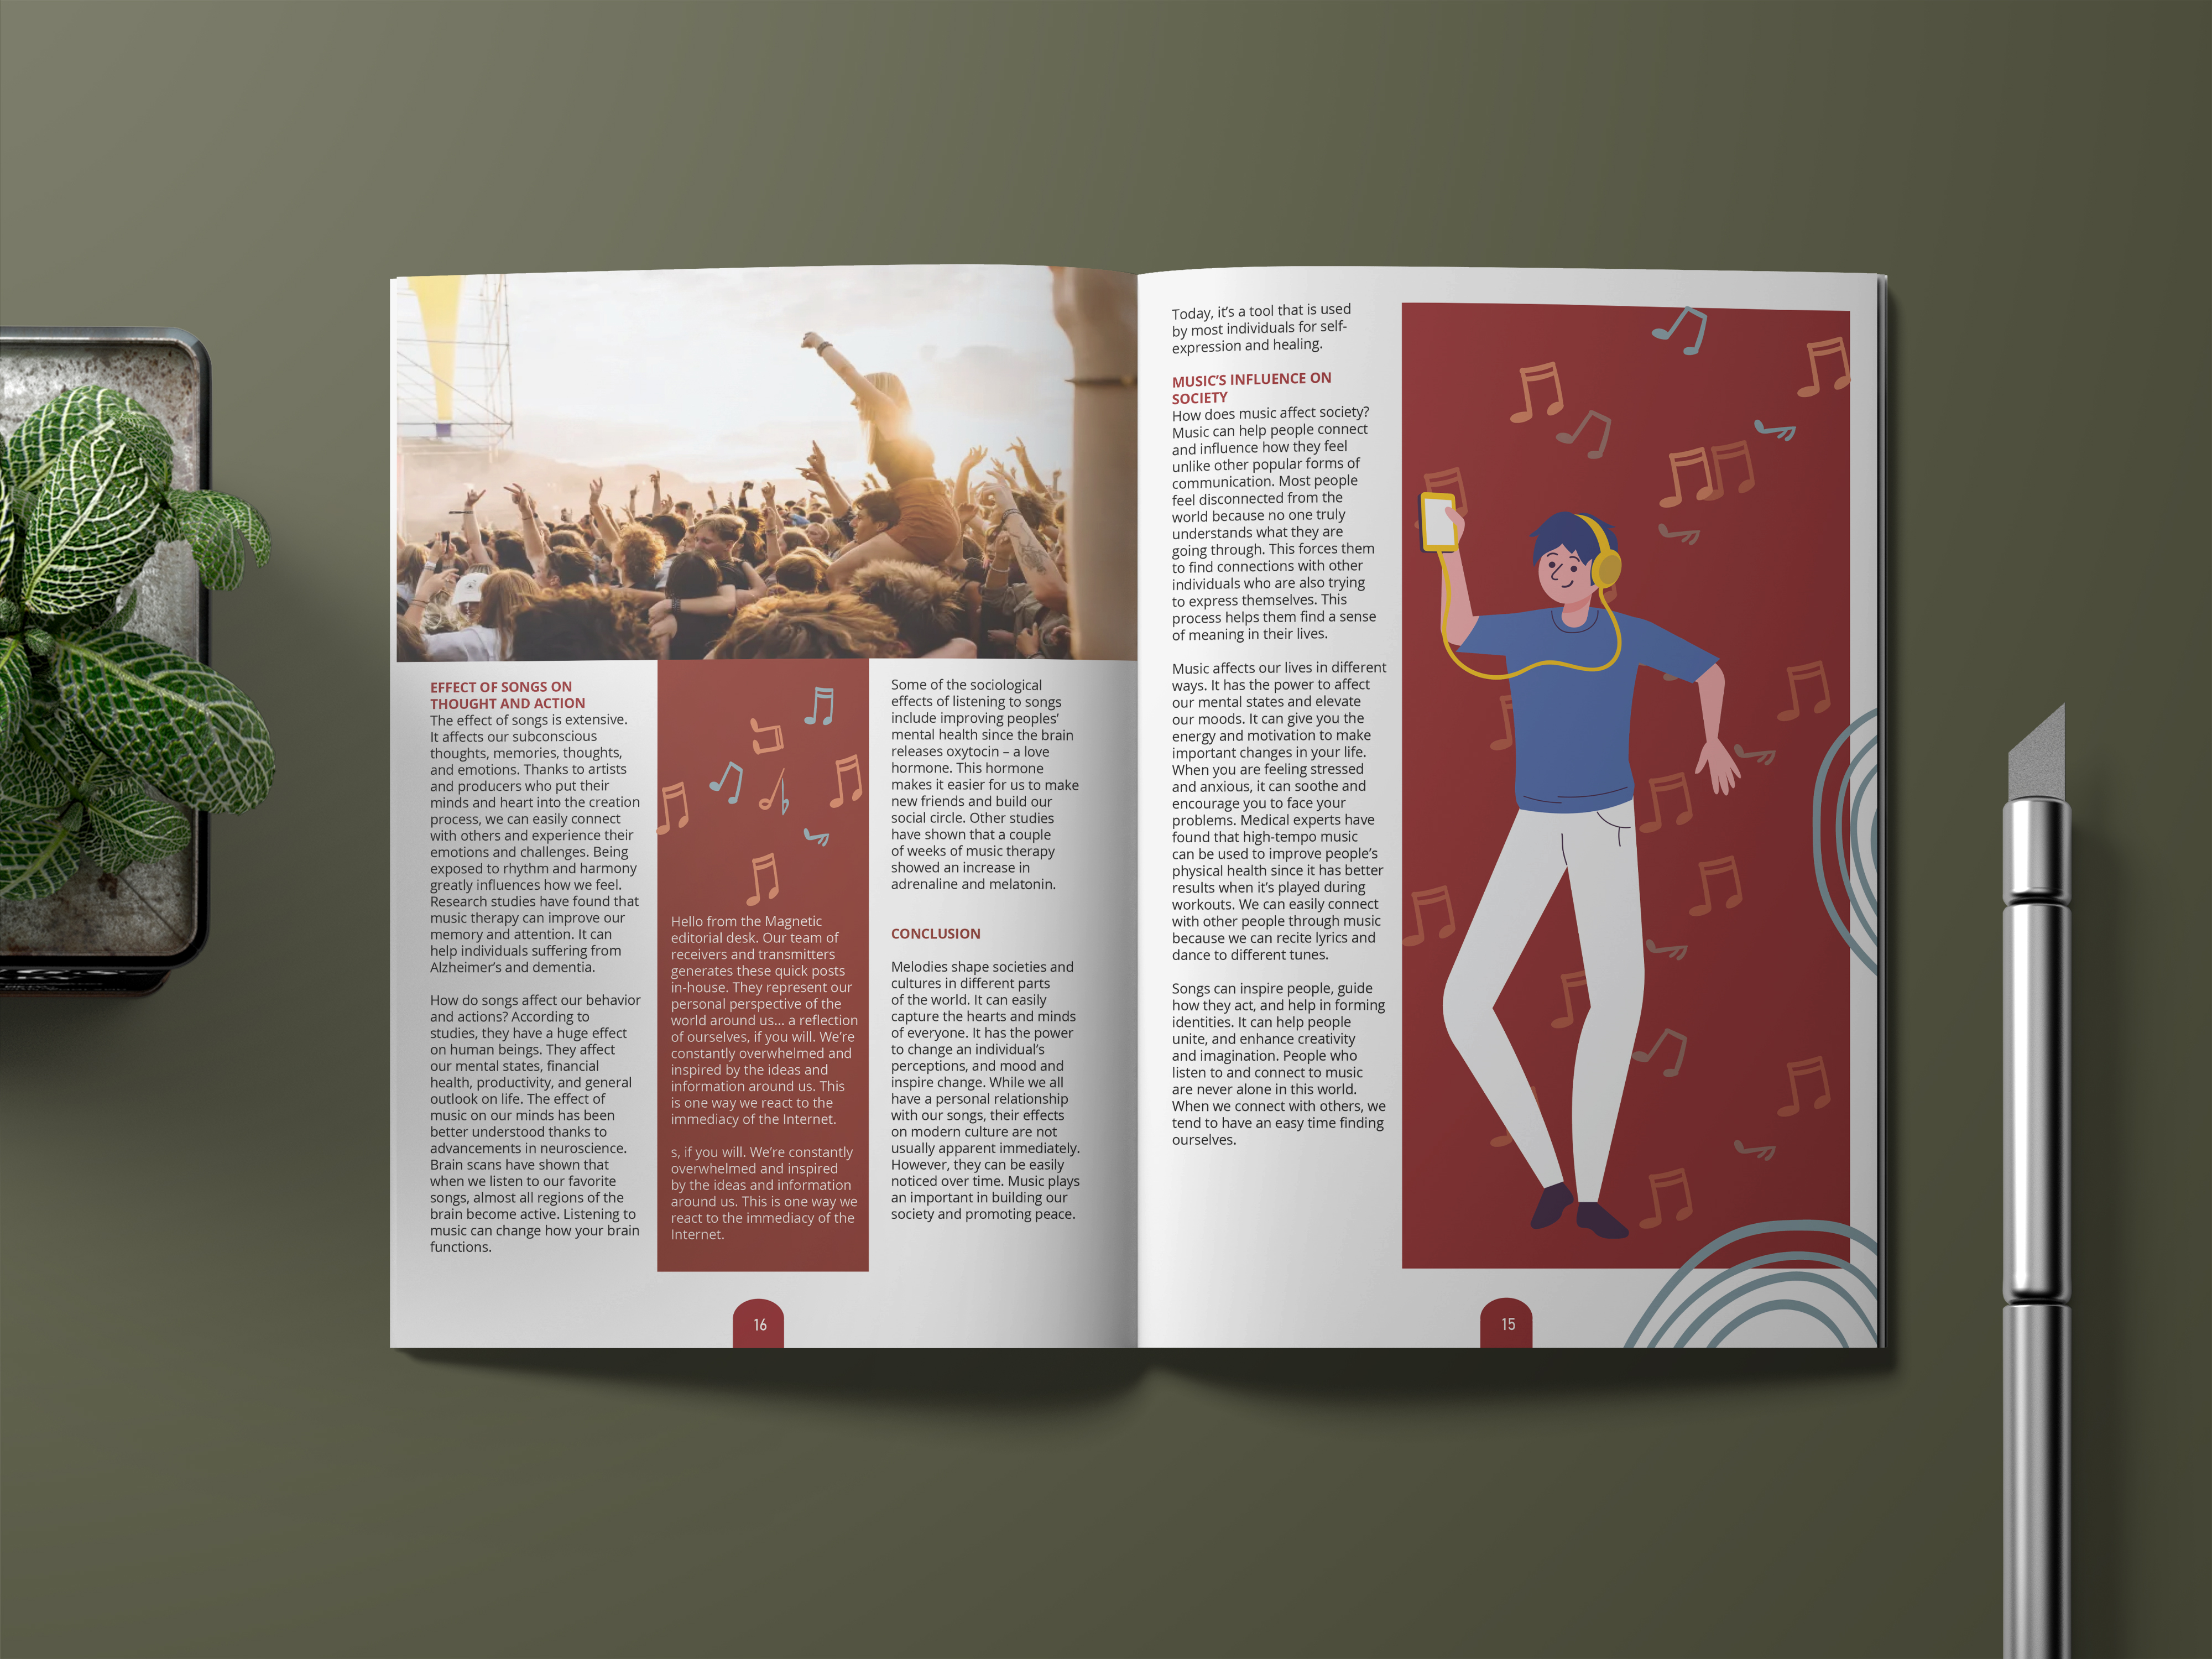 EFFECT OF SONGS ON
THOUGHT AND ACTION
The effect of songs is extensive.
It affects our subconscious
thoughts, memories, thoughts,
and emotions. Thanks to artists
and producers who put their
minds and heart into the creation
process, we can easily connect
with others and experience their
emotions and challenges. Being
exposed to rhythm and harmony
greatly influences how we feel.
Research studies have found that
music therapy can improve our
memory and attention. It can
help individuals suffering from
Alzheimer's and dementia.
How do songs affect our behavior
and actions? According to
studies, they have a huge effect
on human beings. They affect
our mental states, financial
health, productivity, and general
outlook on life. The effect of
music on our minds has been
better understood thanks to
advancements in neuroscience.
Brain scans have shown that
when we listen to our favorite
songs, almost all regions of the
brain become active. Listening to
music can change how your brain
functions.
Hello from the Magnetic
editorial desk. Our team of
receivers and transmitters
generates these quick posts
in-house. They represent our
personal perspective of the
world around us... a reflection
of ourselves, if you will. We're
constantly overwhelmed and
inspired by the ideas and
information around us. This
is one way we react to the
immediacy of the Internet.
s, if you will. We're constantly
overwhelmed and inspired
by the ideas and information
around us. This is one way we
react to the immediacy of the
Internet.
Some of the sociological
effects of listening to songs
include improving peoples'
mental health since the brain
releases oxytocin – a love
hormone. This hormone
makes it easier for us to make
new friends and build our
social circle. Other studies
have shown that a couple
of weeks of music therapy
showed an increase in
adrenaline and melatonin.
CONCLUSION
Melodies shape societies and
cultures in different parts
of the world. It can easily
capture the hearts and minds
of everyone. It has the power
to change an individual's
perceptions, and mood and
inspire change. While we all
have a personal relationship
with our songs, their effects
on modern culture are not
usually apparent immediately.
However, they can be easily
noticed over time. Music plays
an important in building our
society and promoting peace.
16
Today, it's a tool that is used
by most individuals for self-
expression and healing.
MUSIC'S INFLUENCE ON
SOCIETY
How does music affect society?
Music can help people connect
and influence how they feel
unlike other popular forms of
communication. Most people
feel disconnected from the
world because no one truly
understands what they are
going through. This forces them
to find connections with other
individuals who are also trying
to express themselves. This
process helps them find a sense
of meaning in their lives.
Music affects our lives in different
ways. It has the power to affect
our mental states and elevate
our moods. It can give you the
energy and motivation to make
important changes in your life.
When you are feeling stressed
and anxious, it can soothe and
encourage you to face your
problems. Medical experts have
found that high-tempo music
can be used to improve people's
physical health since it has better
results when it's played during
workouts. We can easily connect
with other people through music
because we can recite lyrics and
dance to different tunes.
Songs can inspire people, guide
how they act, and help in forming
identities. It can help people
unite, and enhance creativity
and imagination. People who
listen to and connect to music
are never alone in this world.
When we connect with others, we
tend to have an easy time finding
ourselves.
15